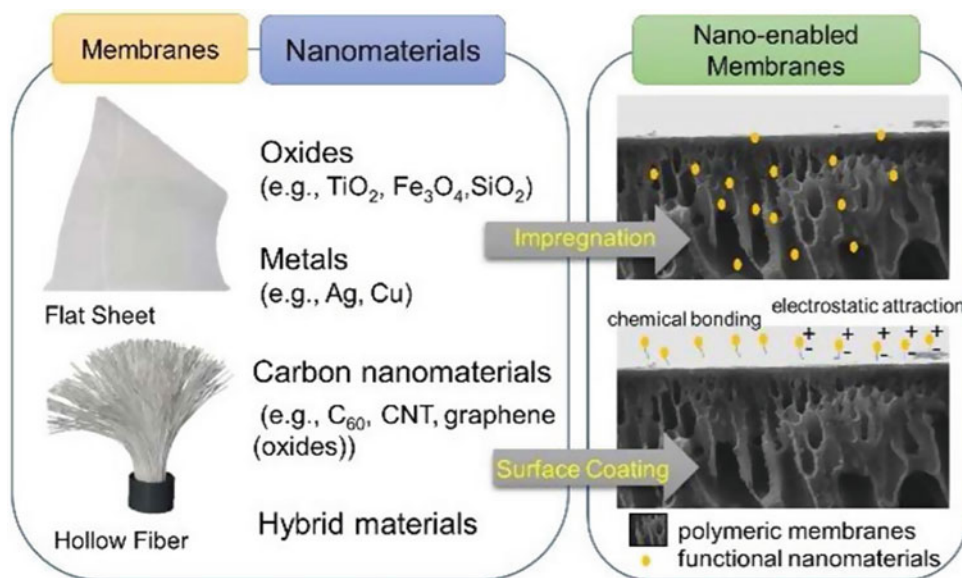 Membranes
Nanomaterials
Nano-enabled
Membranes
Flat Sheet
Hollow Fiber
Oxides
(e.g., TiO₂, Fe₃O₄,SiO₂)
Metals
(e.g., Ag, Cu)
Carbon nanomaterials
(e.g., C₆₀, CNT, graphene
(oxides))
Hybrid materials
Impregnation
Surface Coating
electrostatic attraction
chemical bonding
+ + + + +
- - - -
polymeric membranes
functional nanomaterials